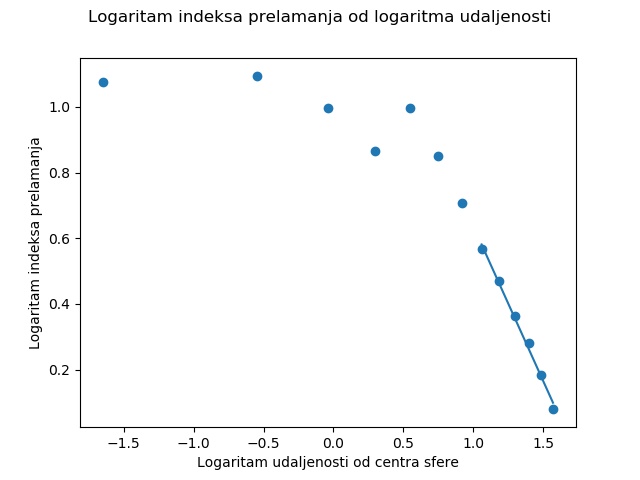 Logaritam indeksa prelamanja od logaritma udaljenosti
Logaritam indeksa prelamanja
1.0
0.8
0.6
0.4
0.2
−1.5 −1.0 −0.5 0.0 0.5 1.0 1.5
Logaritam udaljenosti od centra sfere